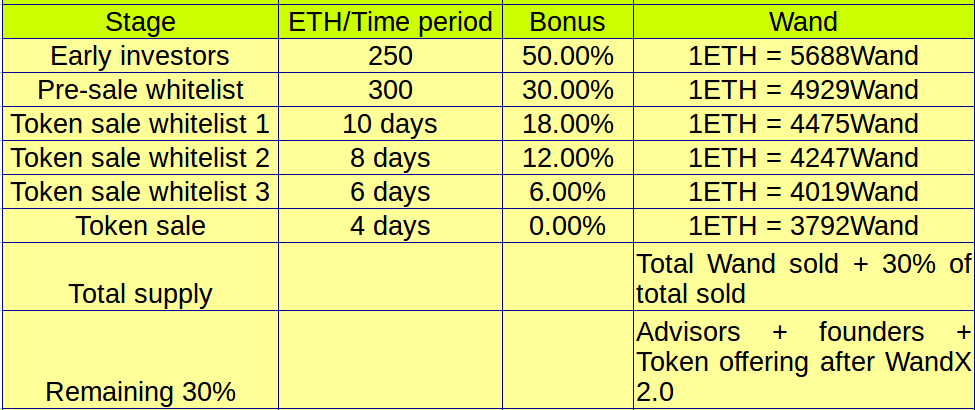 Stage ETH/Time period Bonus Wand
Early investors 250 50.00% 1ETH = 5688Wand
Pre-sale whitelist 300 30.00% 1ETH = 4929Wand
Token sale whitelist 1 10 days 18.00% 1ETH = 4475Wand
Token sale whitelist 2 8 days 12.00% 1ETH = 4247Wand
Token sale whitelist 3 6 days 6.00% 1ETH = 4019Wand
Token sale 4 days 0.00% 1ETH = 3792Wand
Total supply
Total Wand sold + 30% of
total sold
Remaining 30%
Advisors + founders +
Token offering after WandX
2.0